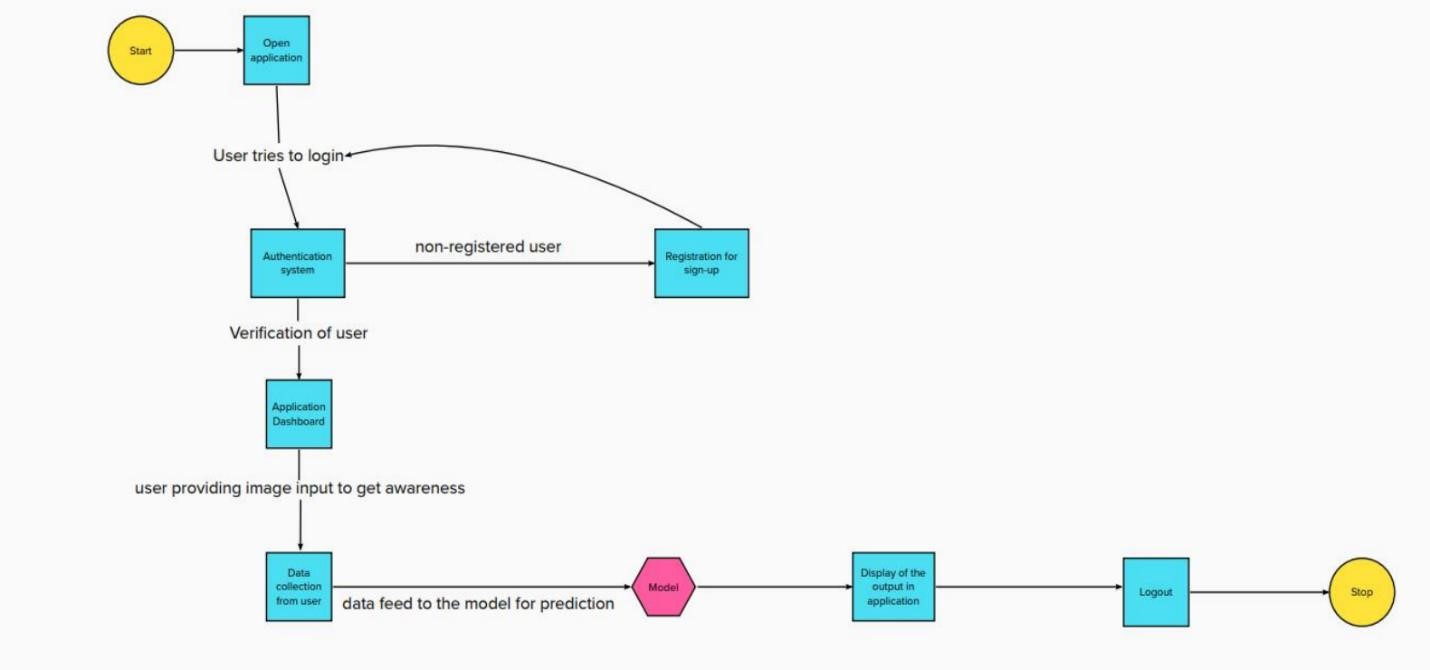 Start
Open
application
User tries to login
Authentication
system
non-registered user
Registration for
sign-up
Verification of user
Application
Dashboard
user providing image input to get awareness
Data
collection
from user
data feed to the model for prediction
Model
Display of the
output in
application
Logout
Stop